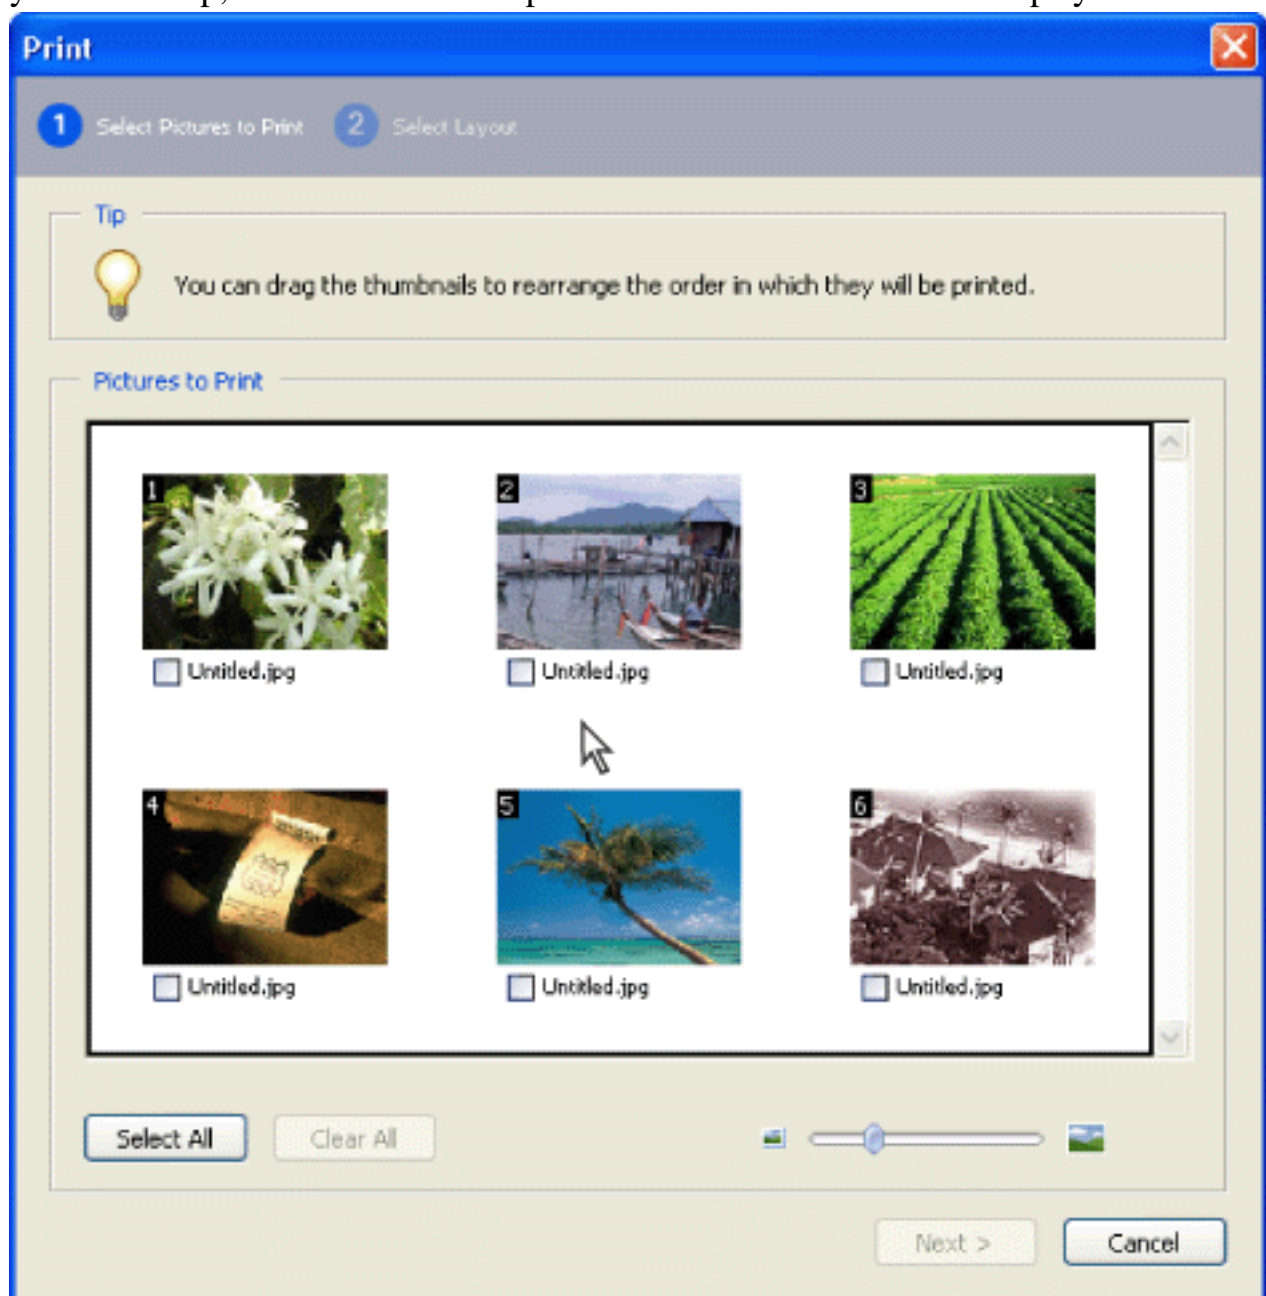 Print
1 Select Pictures to Print 2 Select Layout
Tip
You can drag the thumbnails to rearrange the order in which they will be printed.
Pictures to Print
1 2 3
Untitled.jpg Untitled.jpg Untitled.jpg
4 5 6
Untitled.jpg Untitled.jpg Untitled.jpg
Select All Clear All
Next > Cancel